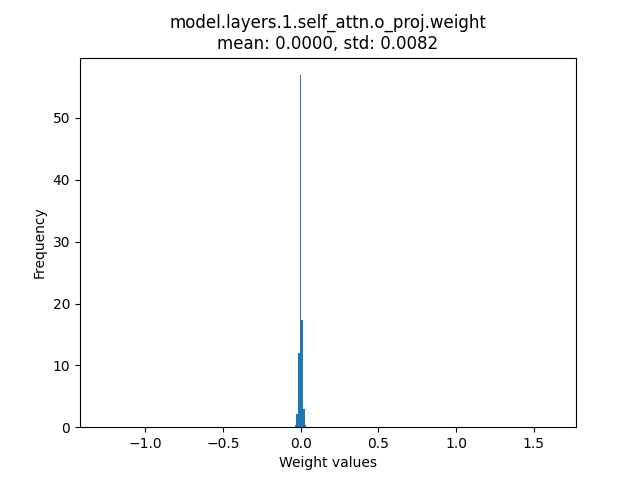 model.layers.1.self_attn.o_proj.weight
mean: 0.0000, std: 0.0082
50
40
30
20
10
0
Frequency
−1.0 −0.5 0.0 0.5 1.0 1.5
Weight values